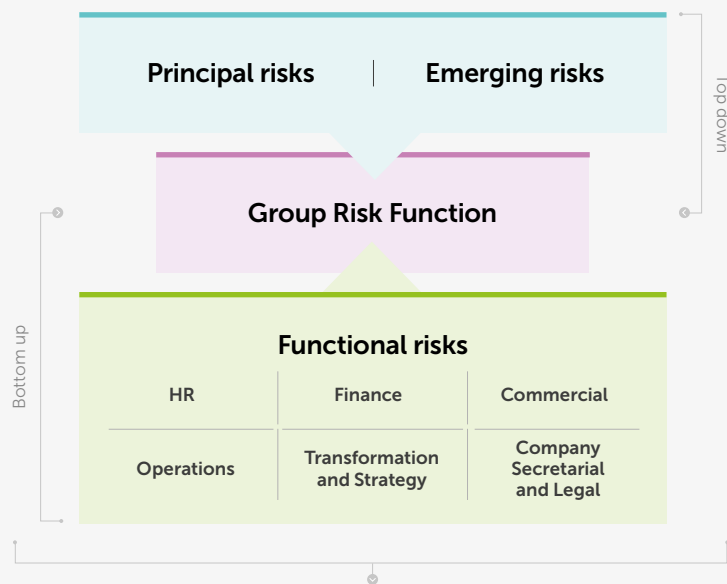 Principal risks
Emerging risks
Top down
Group Risk Function
Bottom up
Functional risks
HR
Finance
Commercial
Operations
Transformation
and Strategy
Company
Secretarial
and Legal